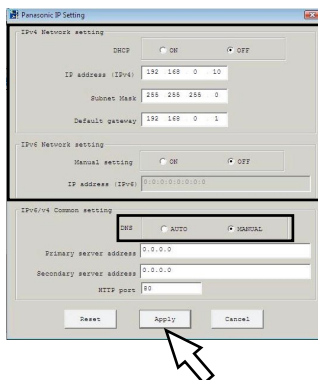 Panasonic IP Setting
IPv4 Network setting
DHCP ON OFF
IP address (IPv4) 192 168 0 10
Subnet Mask 255 255 255 0
Default gateway 192 168 0 1
IPv6 Network setting
Manual setting ON OFF
IP address (IPv6) 0:0:0:0:0:0:0:0
IPv6/v4 Common setting
DNS AUTO MANUAL
Primary server address 0.0.0.0
Secondary server address 0.0.0.0
HTTP port 80
Reset Apply Cancel